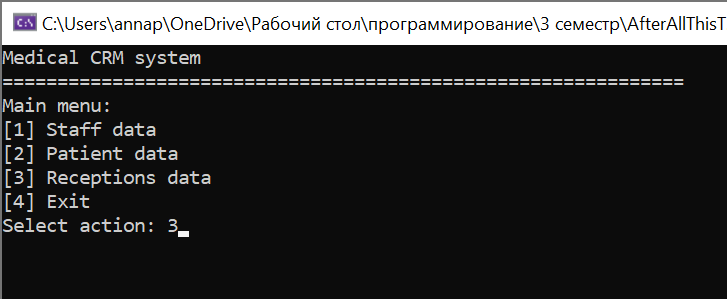 C:\Users\annap\OneDrive\Рабочий стол\программирование\3 семестр\AfterAllThisT
Medical CRM system
==============================================================
Main menu:
[1] Staff data
[2] Patient data
[3] Receptions data
[4] Exit
Select action: 3